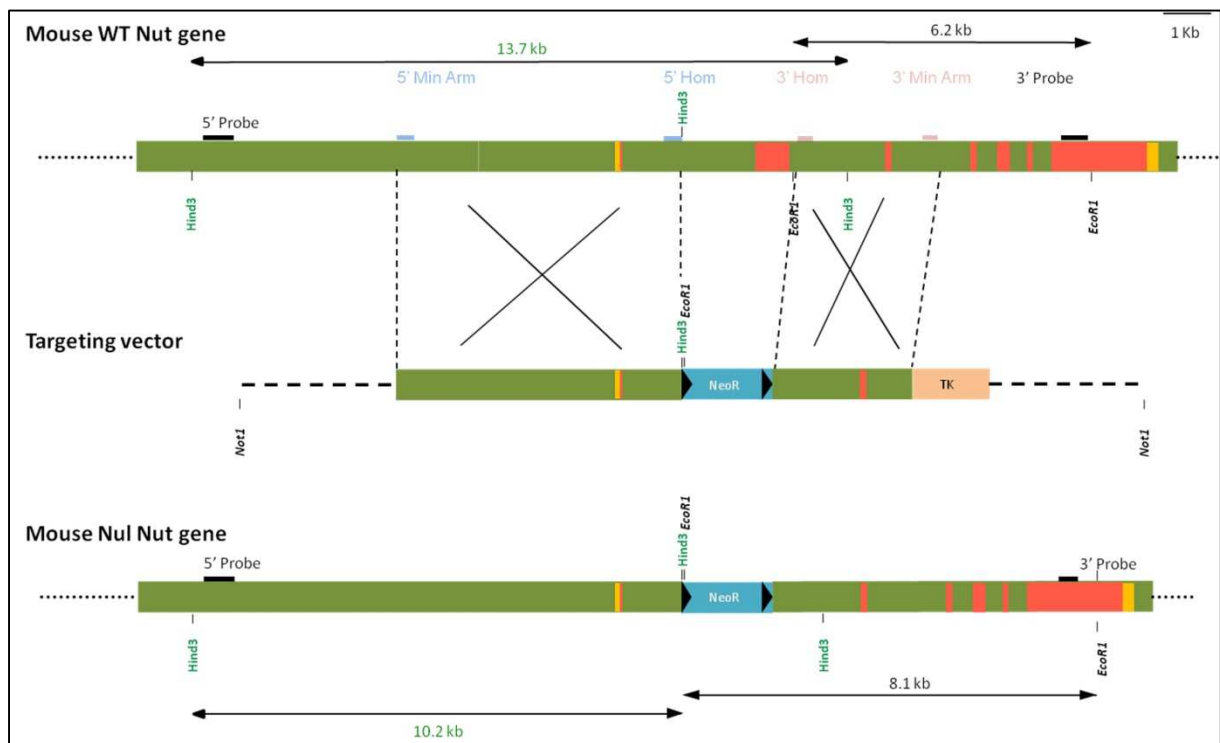 Mouse WT Nut gene
1 Kb
6.2 kb
13.7 kb
5' Min Arm
5' Hom
3' Hom
3' Min Arm
3' Probe
Hind3
5' Probe
Hind3
EcoR1
Hind3
EcoR1
EcoR1
Targeting vector
Hind3
NeoR
TK
Not1
Not1
EcoR1
Mouse Nul Nut gene
Hind3
5' Probe
3' Probe
NeoR
Hind3
Hind3
EcoR1
8.1 kb
10.2 kb